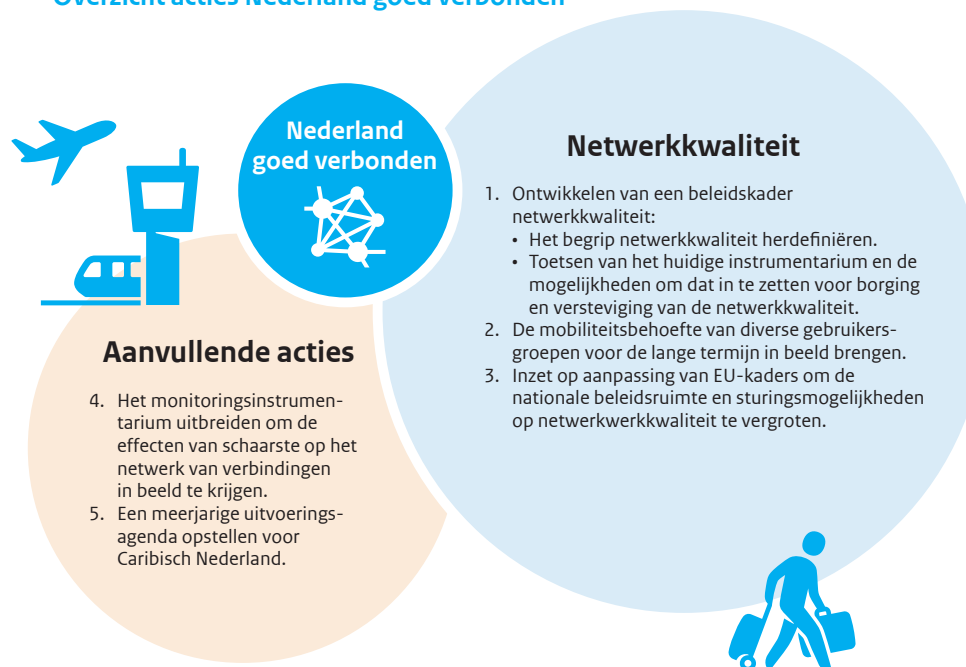 Overzicht acties Nederland goed verbonden
Nederland
goed verbonden
Netwerkkwaliteit
1. Ontwikkelen van een beleidskader
netwerkkwaliteit:
• Het begrip netwerkkwaliteit herdefiniëren.
• Toetsen van het huidige instrumentarium en de
mogelijkheden om dat in te zetten voor borging
en versteviging van de netwerkkwaliteit.
2. De mobiliteitsbehoefte van diverse gebruikers-
groepen voor de lange termijn in beeld brengen.
3. Inzet op aanpassing van EU-kaders om de
nationale beleidsruimte en sturingsmogelijkheden
op netwerkwerkkwaliteit te vergroten.
Aanvullende acties
4. Het monitoringsinstrumen-
tarium uitbreiden om de
effecten van schaarste op het
netwerk van verbindingen
in beeld te krijgen.
5. Een meerjarige uitvoerings-
agenda opstellen voor
Caribisch Nederland.